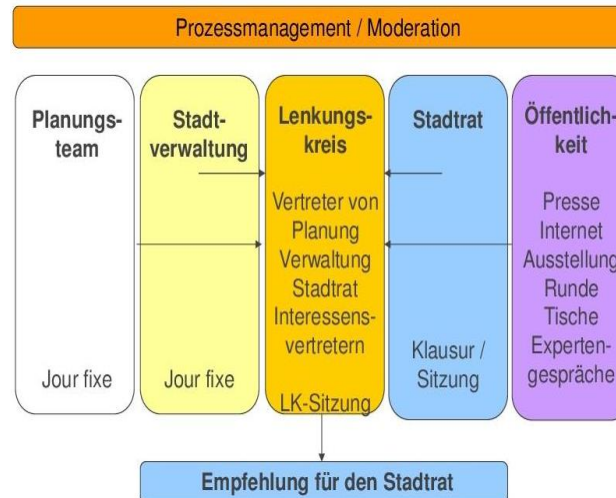 Prozessmanagement / Moderation
Planungs-
team
Jour fixe
Stadt-
verwaltung
Jour fixe
Lenkungs-
kreis
Vertreter von
Planung
Verwaltung
Stadtrat
Interessens-
vertretern
LK-Sitzung
Stadtrat
Klausur /
Sitzung
Öffentlich-
keit
Presse
Internet
Ausstellung
Runde
Tische
Experten-
gespräche
Empfehlung für den Stadtrat